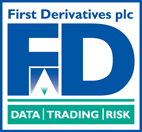 First Derivatives plc
FD
DATA | TRADING | RISK